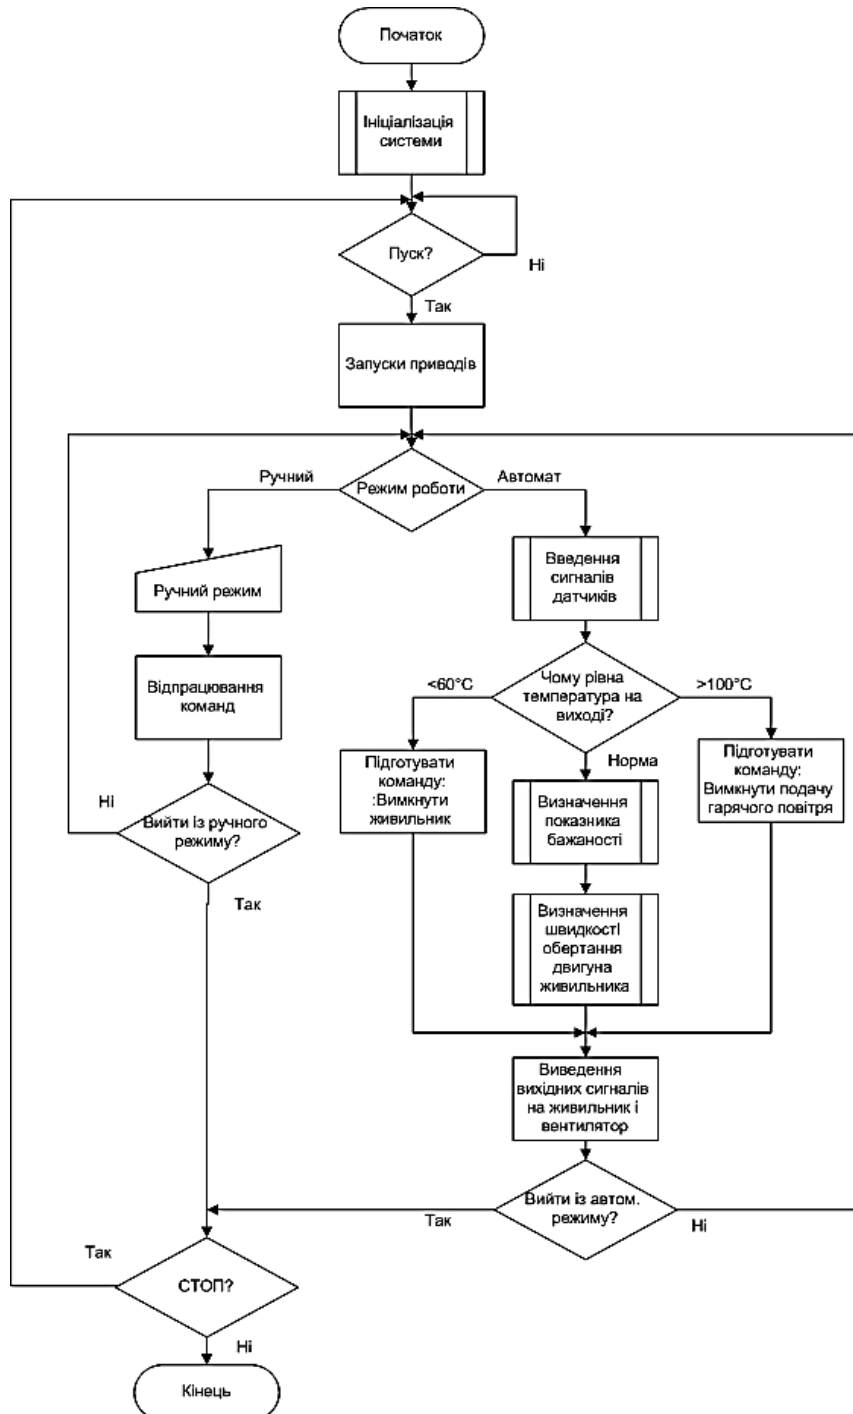 Початок
Ініціалізація
системи
Пуск?
Ні
Так
Запуски приводів
Ручний
Режим роботи
Автомат
Ручний режим
Відпрацювання
команд
Ні
Вийти із ручного
режиму?
Так
Введення
сигналів
датчиків
<60°C
Чому рівна
температура на
виході?
>100°C
Підготувати
команду:
:Вимкнути
живильник
Норма
Підготувати
команду:
Вимкнути подачу
гарячого повітря
Визначення
показника
бажаності
Визначення
швидкості
обертання
двигуна
живильника
Виведення
вихідних сигналів
на живильник і
вентилятор
Вийти із автом.
режиму?
Так
Ні
Так
СТОП?
Ні
Кінець